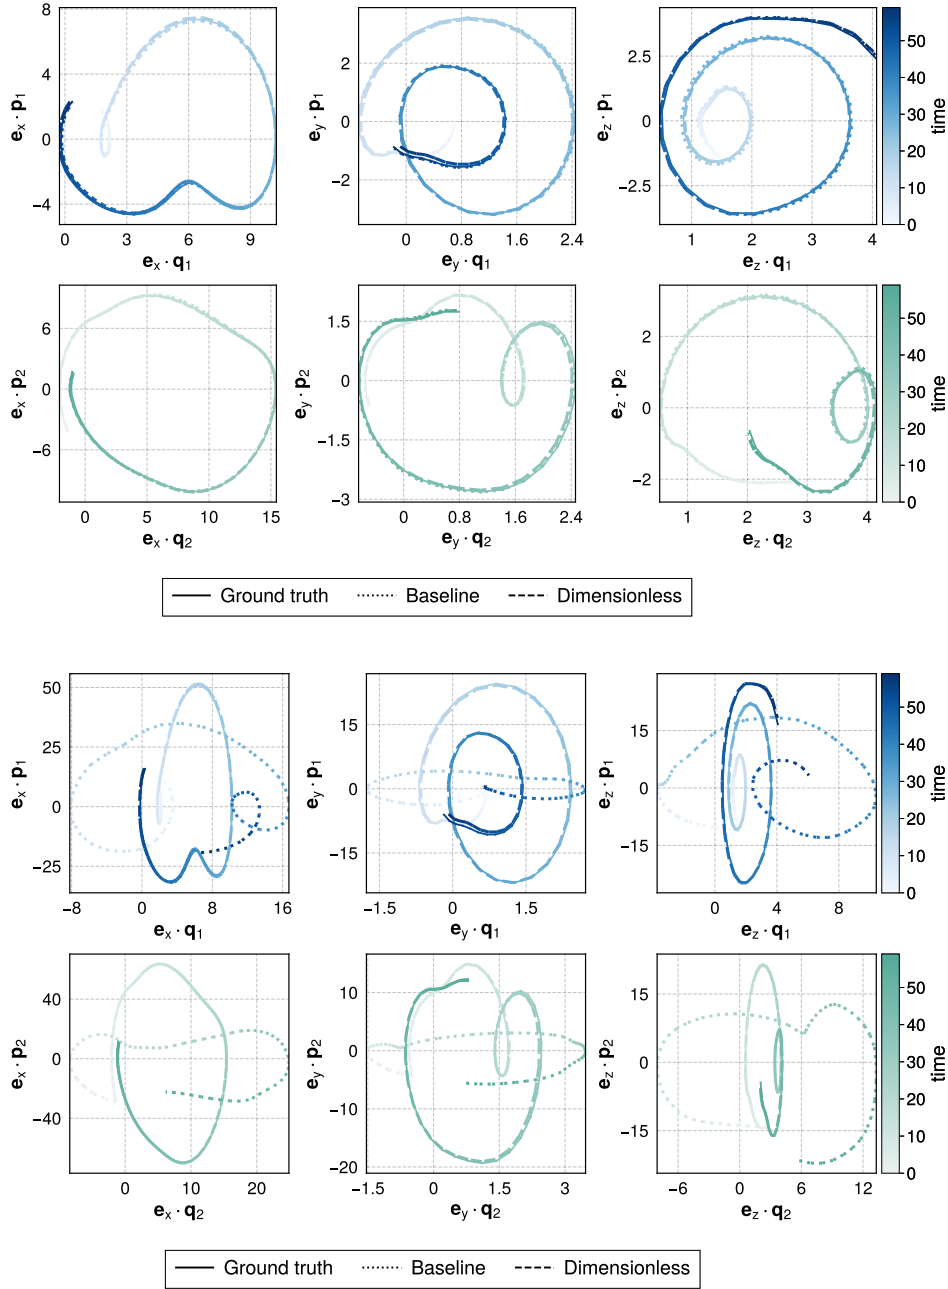 8
4
0
−4
e_x · p_1
0 3 6 9
e_x · q_1
2
0
−2
e_y · p_1
0 0.8 1.6 2.4
e_y · q_1
2.5
0
−2.5
e_z · p_1
1 2 3 4
e_z · q_1
50
40
30
20
10
0
time
6
0
−6
e_x · p_2
0 5 10 15
e_x · q_2
1.5
0
−1.5
−3
e_y · p_2
0 0.8 1.6 2.4
e_y · q_2
2
0
−2
e_z · p_2
1 2 3 4
e_z · q_2
50
40
30
20
10
0
time
Ground truth Baseline Dimensionless
50
25
0
−25
e_x · p_1
−8 0 8 16
e_x · q_1
15
0
−15
e_y · p_1
−1.5 0 1.5
e_y · q_1
15
0
−15
e_z · p_1
0 4 8
e_z · q_1
50
40
30
20
10
0
time
40
0
−40
e_x · p_2
0 10 20
e_x · q_2
10
0
−10
−20
e_y · p_2
−1.5 0 1.5 3
e_y · q_2
15
0
−15
e_z · p_2
−6 0 6 12
e_z · q_2
50
40
30
20
10
0
time
Ground truth Baseline Dimensionless